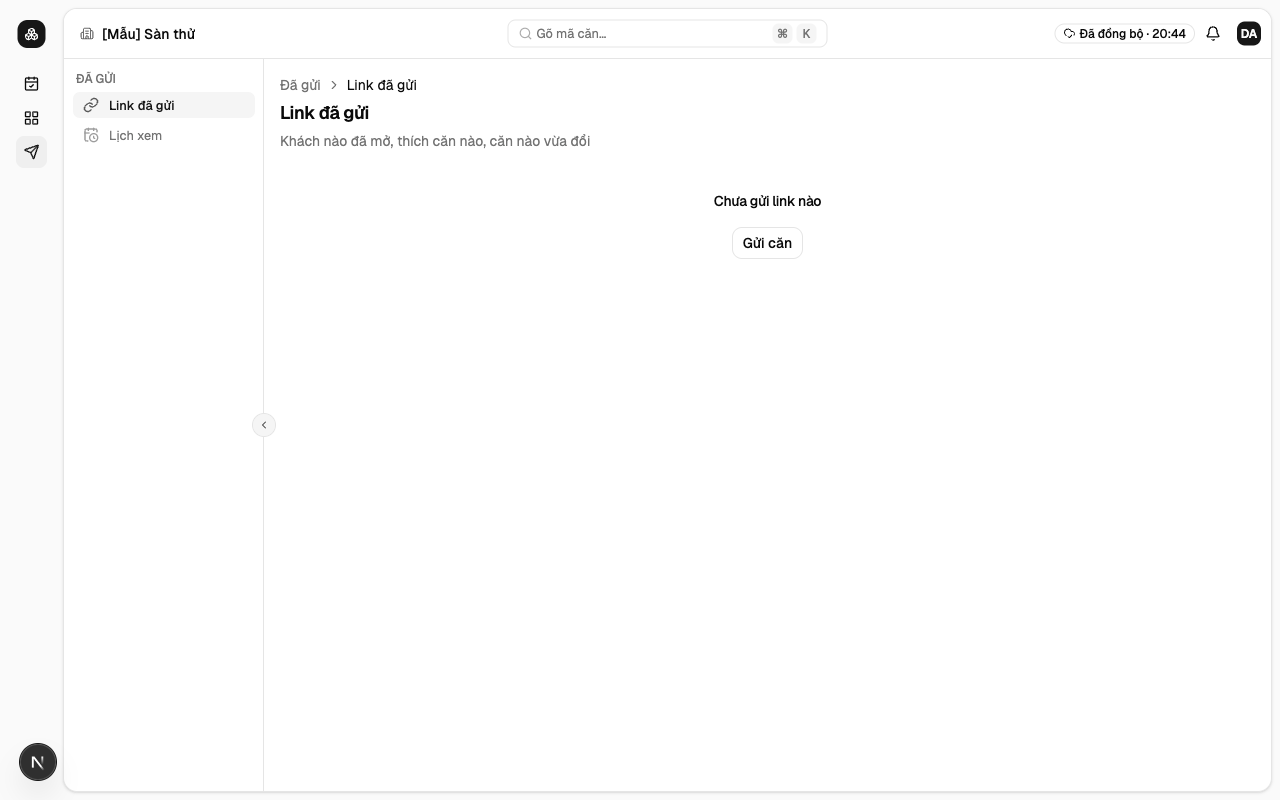 [Mẫu] Sàn thử
Gõ mã căn...
⌘ K
Đã đồng bộ · 20:44
DA
ĐÃ GỬI
Link đã gửi
Lịch xem
Đã gửi > Link đã gửi
Link đã gửi
Khách nào đã mở, thích căn nào, căn nào vừa đổi
Chưa gửi link nào
Gửi căn
N